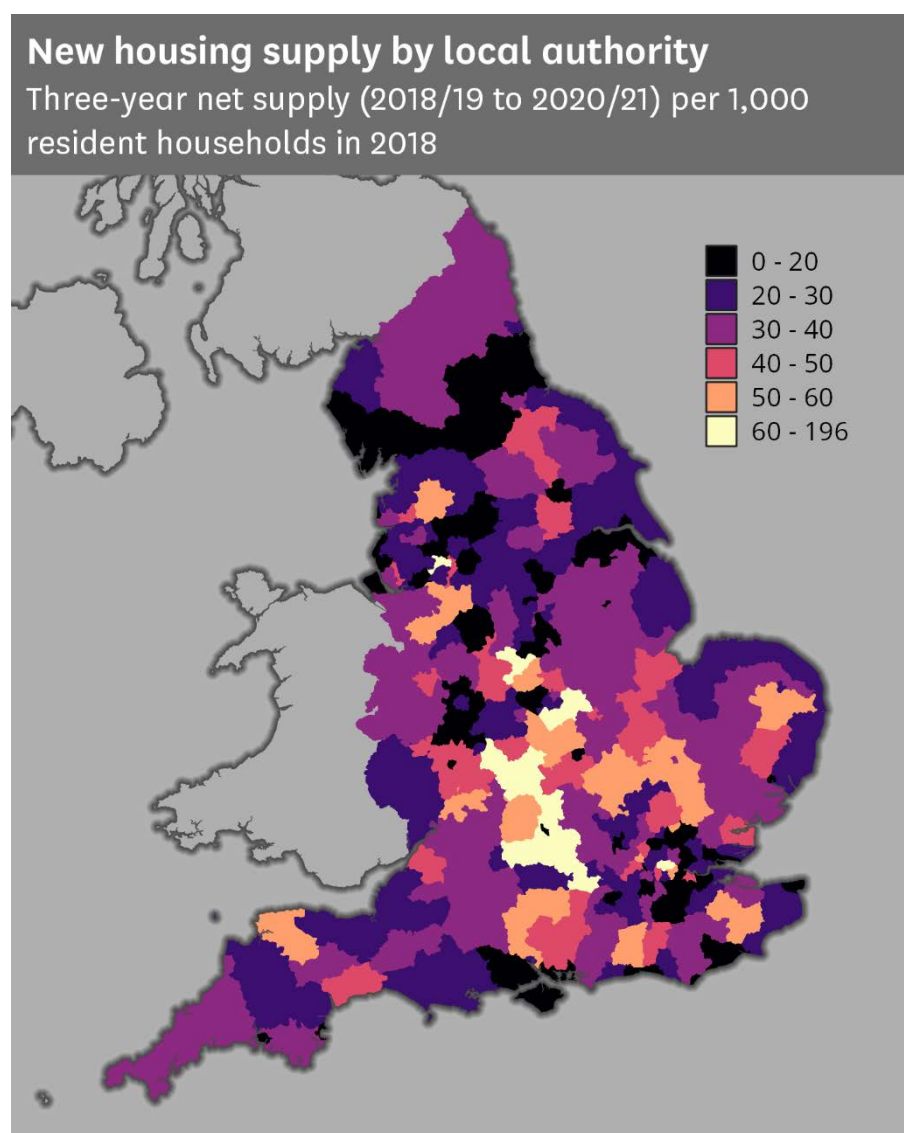 New housing supply by local authority
Three-year net supply (2018/19 to 2020/21) per 1,000
resident households in 2018
0 - 20
20 - 30
30 - 40
40 - 50
50 - 60
60 - 196